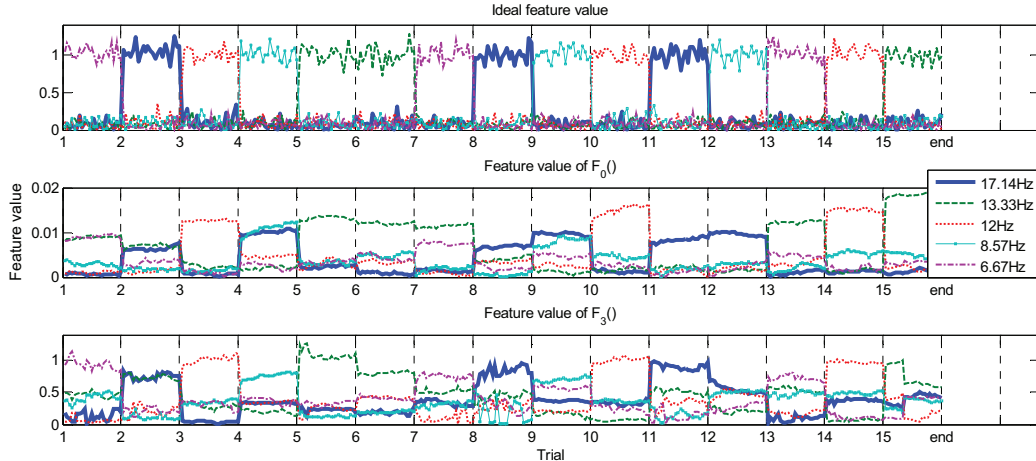 Ideal feature value
1
0.5
0
1 2 3 4 5 6 7 8 9 10 11 12 13 14 15 end
Feature value of F0()
Feature value
0.02
0.01
0
1 2 3 4 5 6 7 8 9 10 11 12 13 14 15 end
17.14Hz
13.33Hz
12Hz
8.57Hz
6.67Hz
Feature value of F3()
1
0.5
0
1 2 3 4 5 6 7 8 9 10 11 12 13 14 15 end
Trial